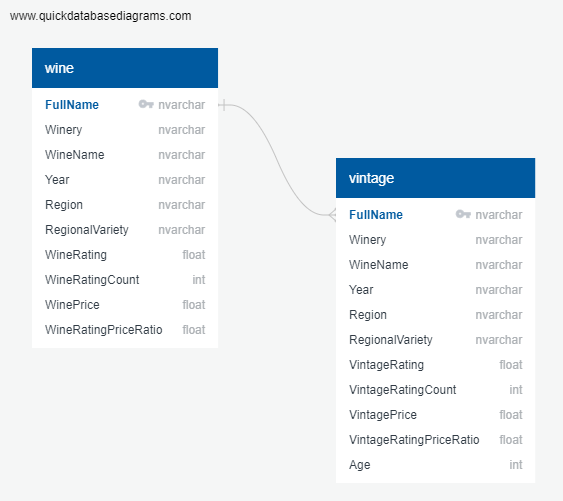 www.quickdatabasediagrams.com
wine
FullName nvarchar
Winery nvarchar
WineName nvarchar
Year nvarchar
Region nvarchar
RegionalVariety nvarchar
WineRating float
WineRatingCount int
WinePrice float
WineRatingPriceRatio float
vintage
FullName nvarchar
Winery nvarchar
WineName nvarchar
Year nvarchar
Region nvarchar
RegionalVariety nvarchar
VintageRating float
VintageRatingCount int
VintagePrice float
VintageRatingPriceRatio float
Age int